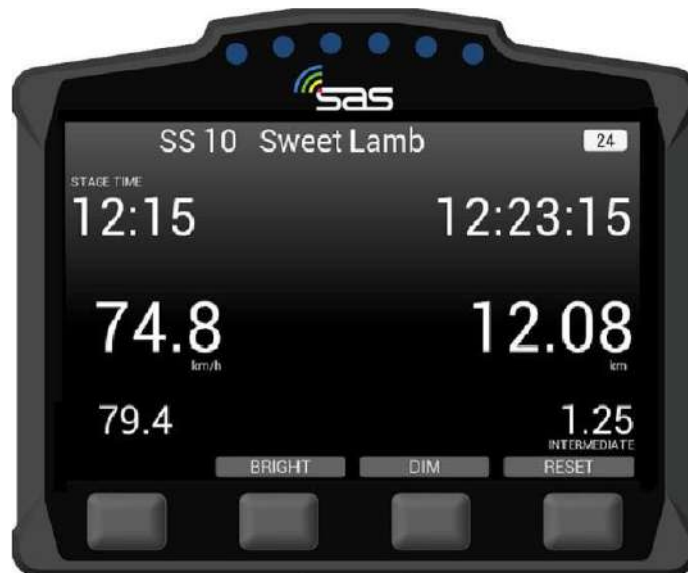 sas
SS 10 Sweet Lamb 24
STAGE TIME
12:15 12:23:15
74.8 12.08
km/h km
79.4 1.25
INTERMEDIATE
BRIGHT DIM RESET